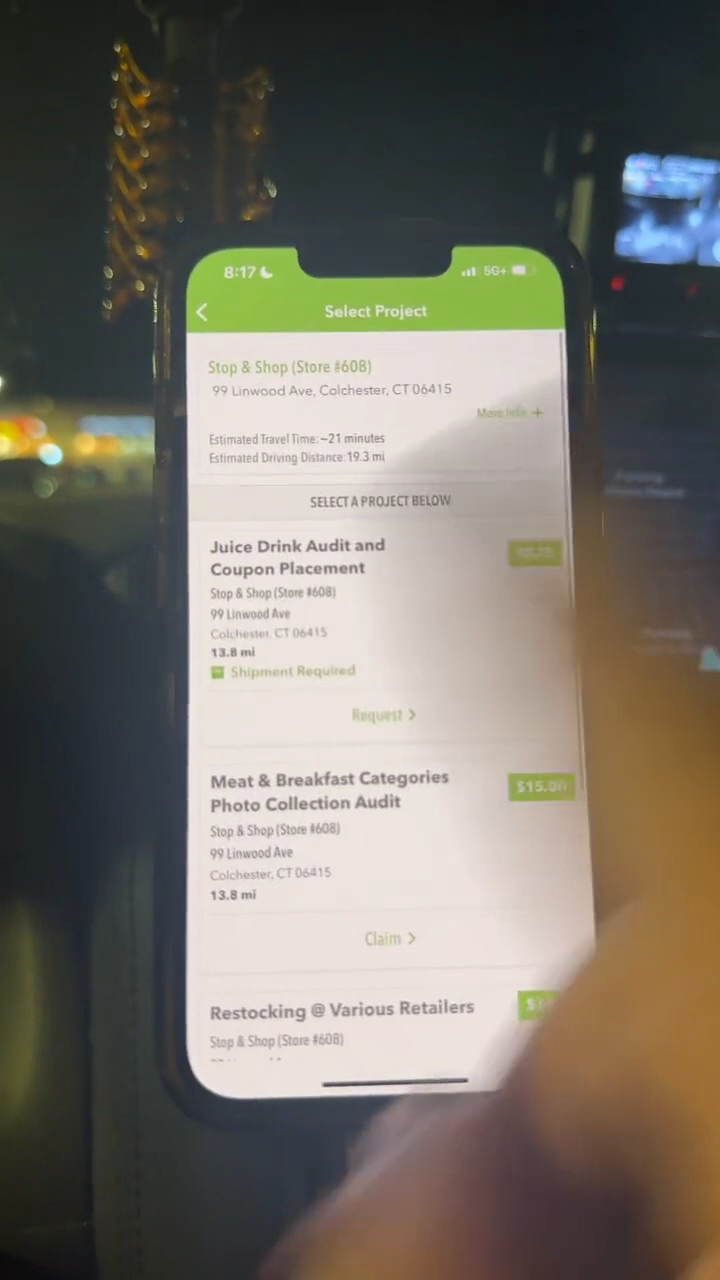 8:17
5G+
Select Project
Stop & Shop (Store #608)
99 Linwood Ave, Colchester, CT 06415
More Info +
Estimated Travel Time: ~21 minutes
Estimated Driving Distance: 19.3 mi
SELECT A PROJECT BELOW
Juice Drink Audit and
Coupon Placement
Stop & Shop (Store #608)
99 Linwood Ave
Colchester, CT 06415
13.8 mi
Shipment Required
Request >
Meat & Breakfast Categories
Photo Collection Audit
$15.00
Stop & Shop (Store #608)
99 Linwood Ave
Colchester, CT 06415
13.8 mi
Claim >
Restocking @ Various Retailers
Stop & Shop (Store #608)